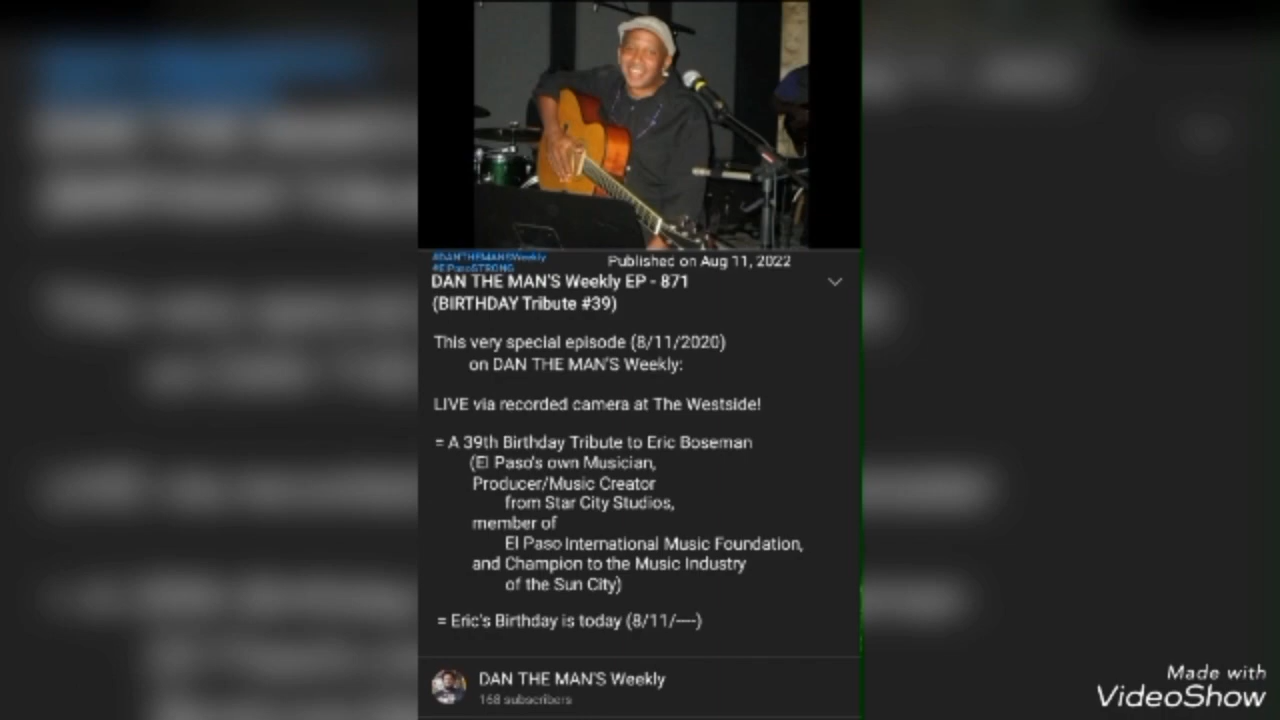 #DANTHEMANSWeekly
#ElPasoSTRONG
Published on Aug 11, 2022
DAN THE MAN'S Weekly EP - 871
(BIRTHDAY Tribute #39)
This very special episode (8/11/2020)
on DAN THE MAN'S Weekly:
LIVE via recorded camera at The Westside!
= A 39th Birthday Tribute to Eric Boseman
(El Paso's own Musician,
Producer/Music Creator
from Star City Studios,
member of
El Paso International Music Foundation,
and Champion to the Music Industry
of the Sun City)
= Eric's Birthday is today (8/11/----)
DAN THE MAN'S Weekly
168 subscribers
Made with
VideoShow